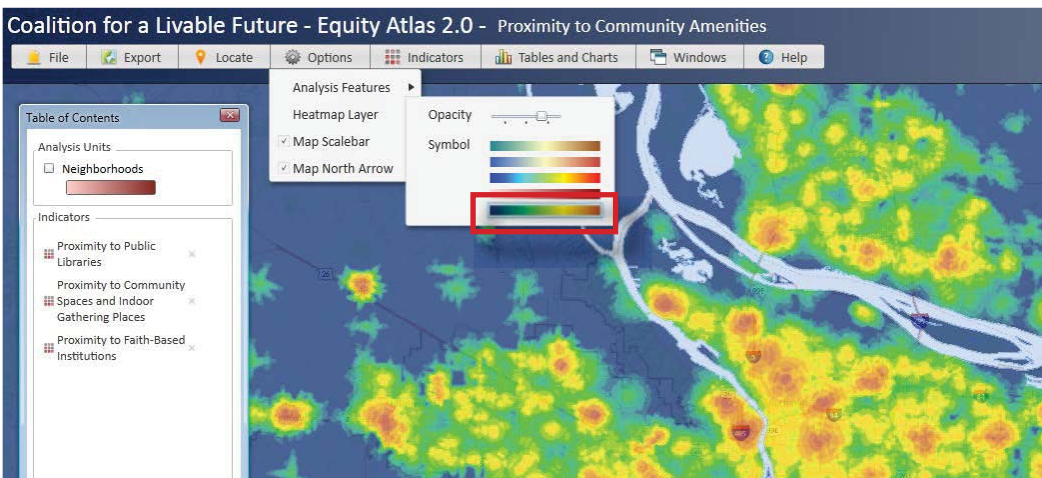 Coalition for a Livable Future - Equity Atlas 2.0 - Proximity to Community Amenities
File Export Locate Options Indicators Tables and Charts Windows Help
Analysis Features
Heatmap Layer
Map Scalebar
Map North Arrow
Opacity
Symbol
Table of Contents
Analysis Units
Neighborhoods
Indicators
Proximity to Public
Libraries
Proximity to Community
Spaces and Indoor
Gathering Places
Proximity to Faith-Based
Institutions
26
405
84